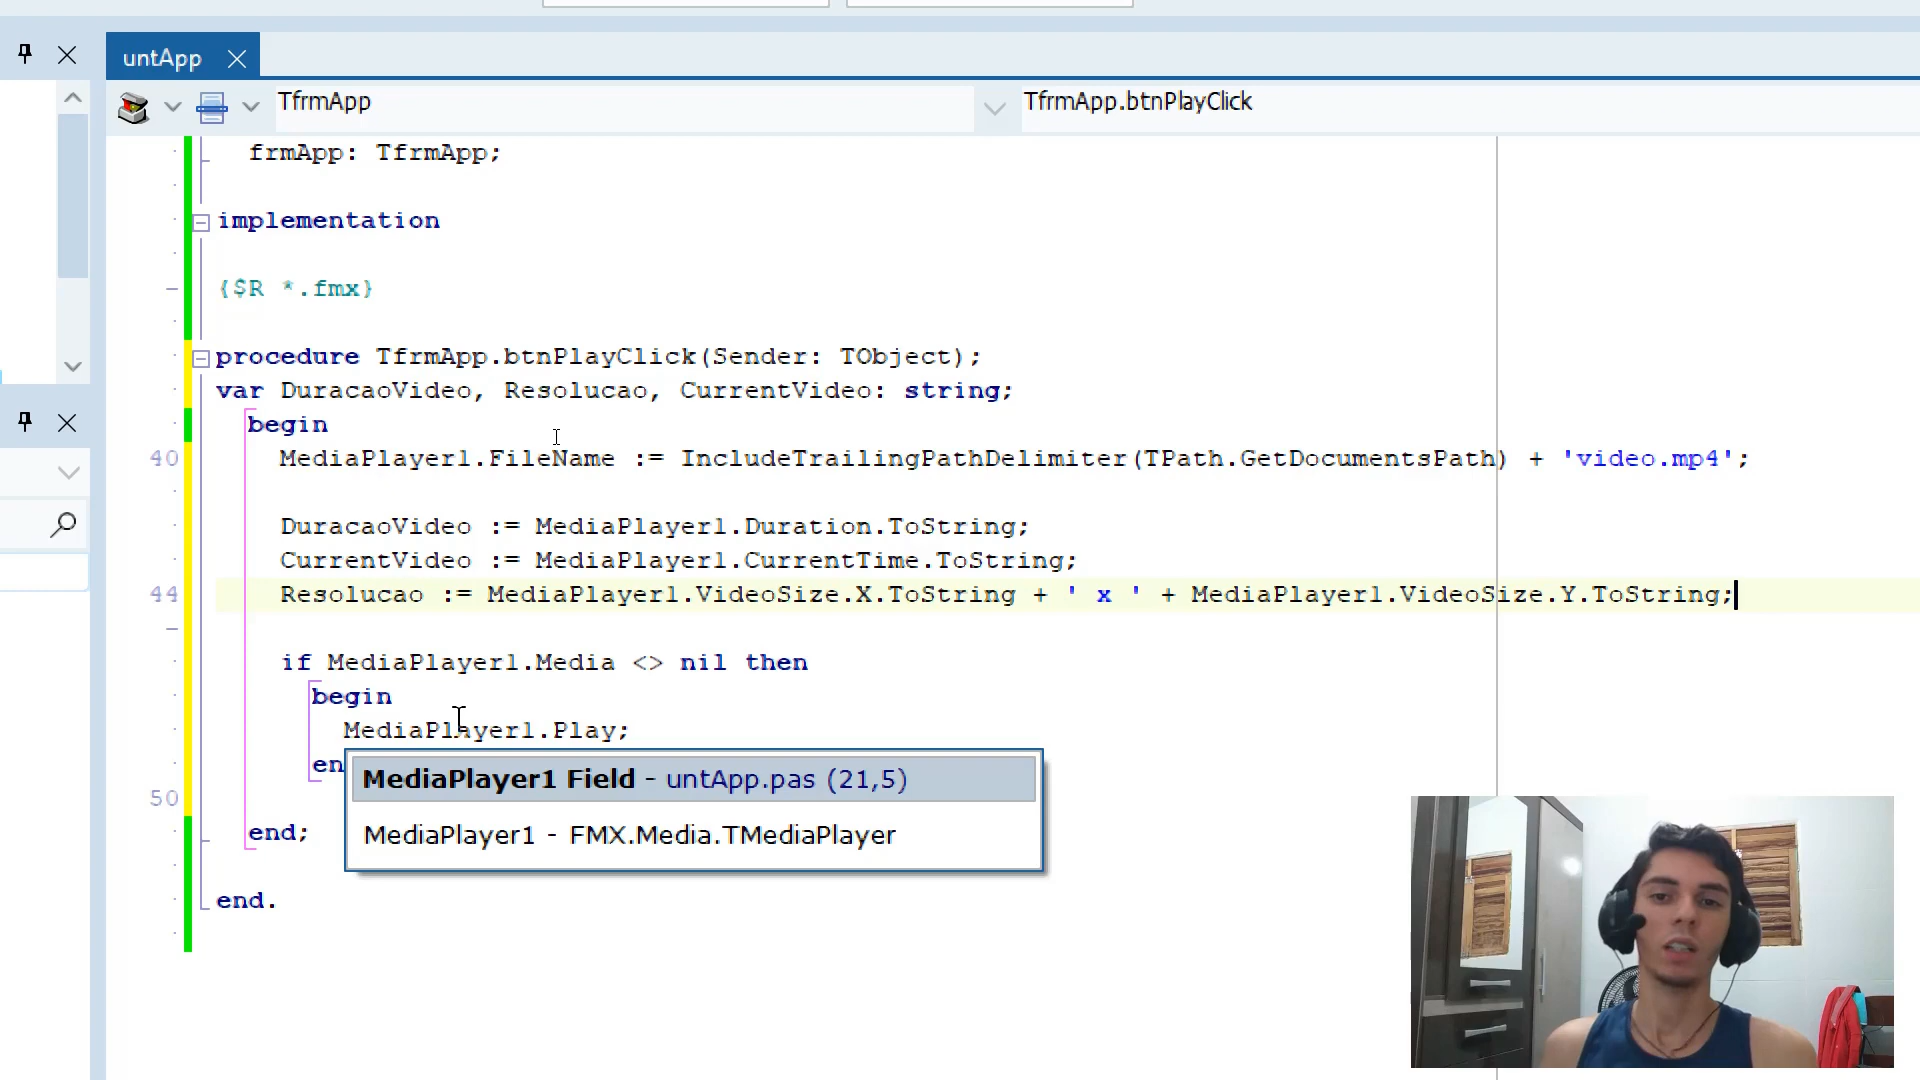 untApp
TfrmApp
TfrmApp.btnPlayClick
frmApp: TfrmApp;
implementation
{$R *.fmx}
procedure TfrmApp.btnPlayClick(Sender: TObject);
var DuracaoVideo, Resolucao, CurrentVideo: string;
begin
40 MediaPlayer1.FileName := IncludeTrailingPathDelimiter(TPath.GetDocumentsPath) + 'video.mp4';
DuracaoVideo := MediaPlayer1.Duration.ToString;
CurrentVideo := MediaPlayer1.CurrentTime.ToString;
44 Resolucao := MediaPlayer1.VideoSize.X.ToString + ' x ' + MediaPlayer1.VideoSize.Y.ToString;
if MediaPlayer1.Media <> nil then
begin
MediaPlayer1.Play;
en
MediaPlayer1 Field - untApp.pas (21,5)
50
end;
MediaPlayer1 - FMX.Media.TMediaPlayer
end.